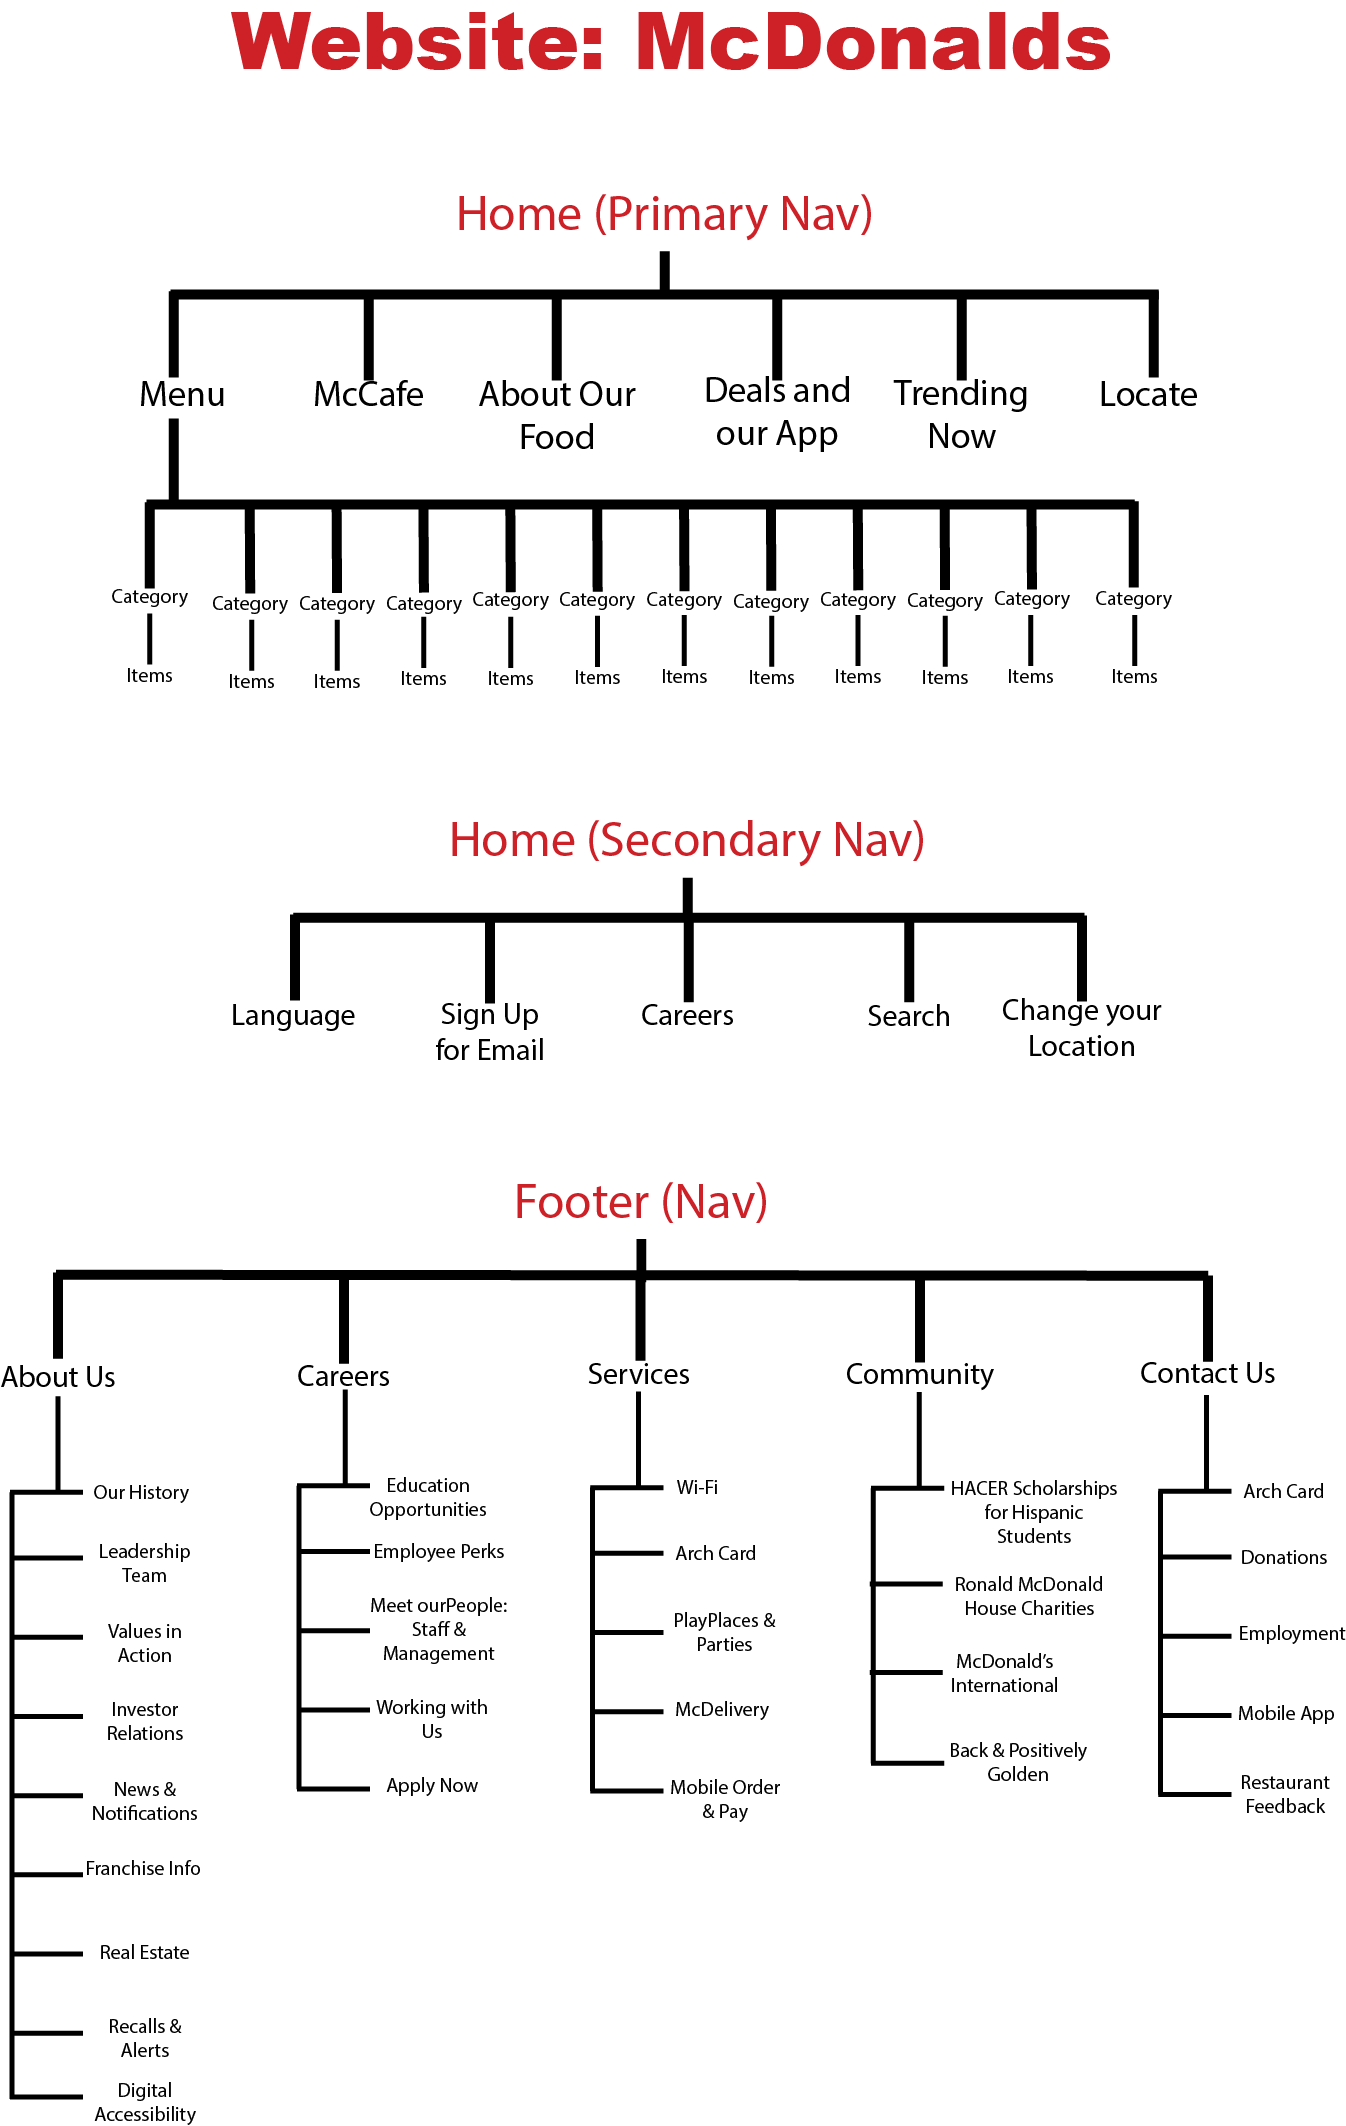 Website: McDonalds
Home (Primary Nav)
Menu
McCafe
About Our
Food
Deals and
our App
Trending
Now
Locate
Category
Category
Category
Category
Category
Category
Category
Category
Category
Category
Category
Category
Items
Items
Items
Items
Items
Items
Items
Items
Items
Items
Items
Items
Home (Secondary Nav)
Language
Sign Up
for Email
Careers
Search
Change your
Location
Footer (Nav)
About Us
Our History
Leadership
Team
Values in
Action
Investor
Relations
News &
Notifications
Franchise Info
Real Estate
Recalls &
Alerts
Digital
Accessibility
Careers
Education
Opportunities
Employee Perks
Meet ourPeople:
Staff &
Management
Working with
Us
Apply Now
Services
Wi-Fi
Arch Card
PlayPlaces &
Parties
McDelivery
Mobile Order
& Pay
Community
HACER Scholarships
for Hispanic
Students
Ronald McDonald
House Charities
McDonald's
International
Back & Positively
Golden
Contact Us
Arch Card
Donations
Employment
Mobile App
Restaurant
Feedback